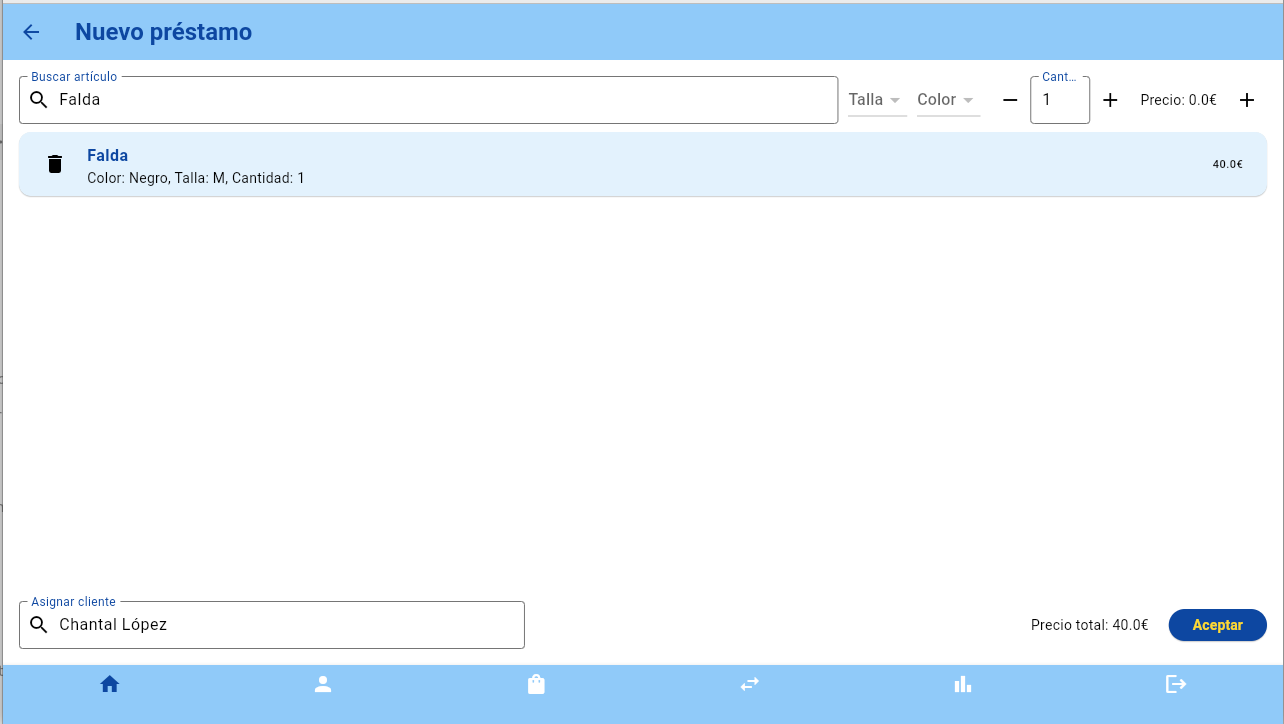 Nuevo préstamo
Buscar artículo
Falda
Talla
Color
Cant...
1
Precio: 0.0€
Falda
Color: Negro, Talla: M, Cantidad: 1
40.0€
Asignar cliente
Chantal López
Precio total: 40.0€
Aceptar